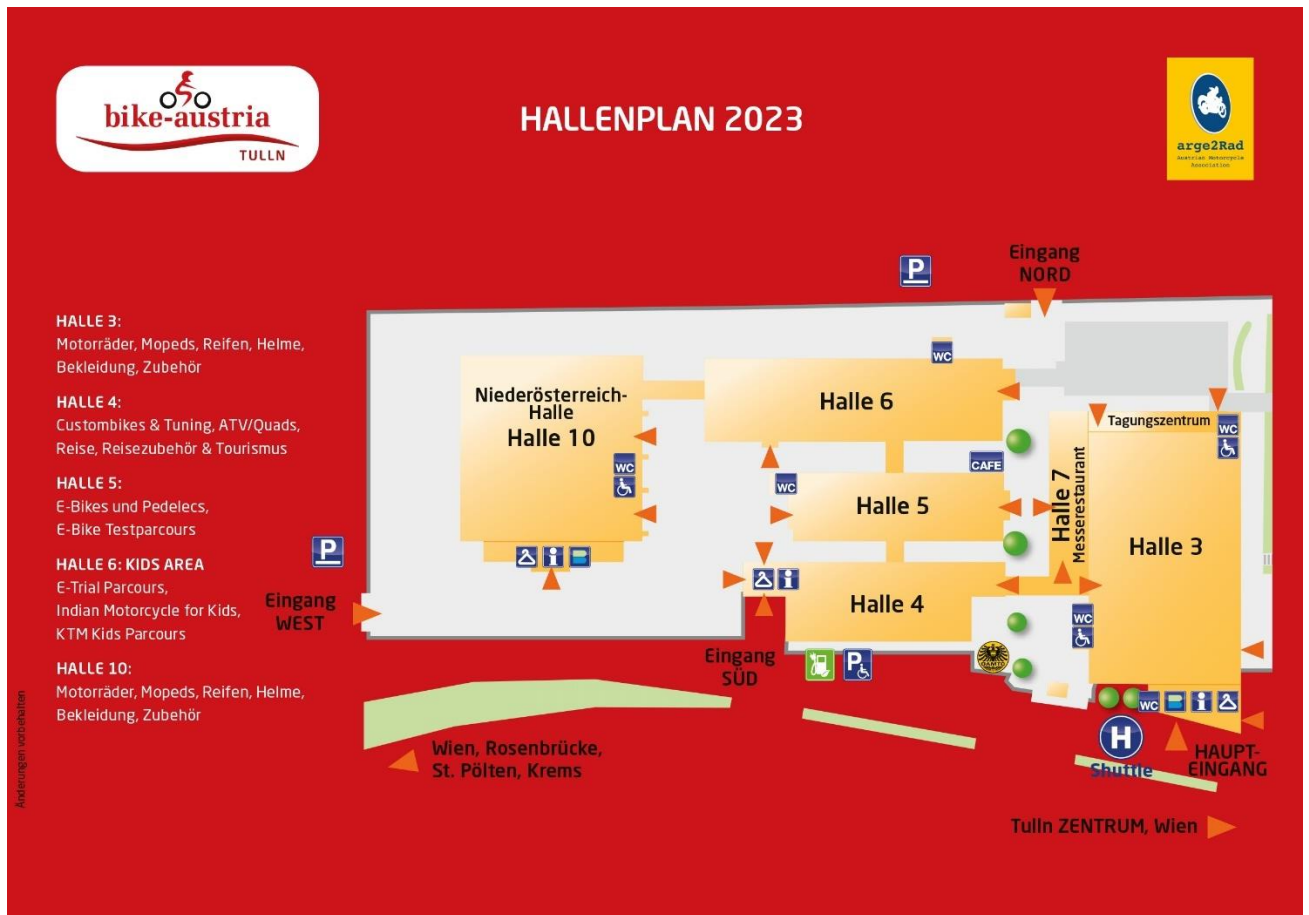 bike-austria
TULLN
HALLENPLAN 2023
arge2Rad
Austrian Motorcycle
Association
HALLE 3:
Motorräder, Mopeds, Reifen, Helme,
Bekleidung, Zubehör
HALLE 4:
Custombikes & Tuning, ATV/Quads,
Reise, Reisezubehör & Tourismus
HALLE 5:
E-Bikes und Pedelecs,
E-Bike Testparcours
HALLE 6: KIDS AREA
E-Trial Parcours,
Indian Motorcycle for Kids,
KTM Kids Parcours
HALLE 10:
Motorräder, Mopeds, Reifen, Helme,
Bekleidung, Zubehör
Änderungen vorbehalten
P
Eingang
NORD
WC
Niederösterreich-
Halle
Halle 10
WC
i
Halle 6
CAFE
WC
Halle 5
Halle 7
Messerestaurant
Tagungszentrum
WC
Halle 3
P
Eingang
WEST
i
Halle 4
WC
Eingang
SÜD
P
ÖAMTC
WC
i
H
Shuttle
HAUPT-
EINGANG
Wien, Rosenbrücke,
St. Pölten, Krems
Tulln ZENTRUM, Wien